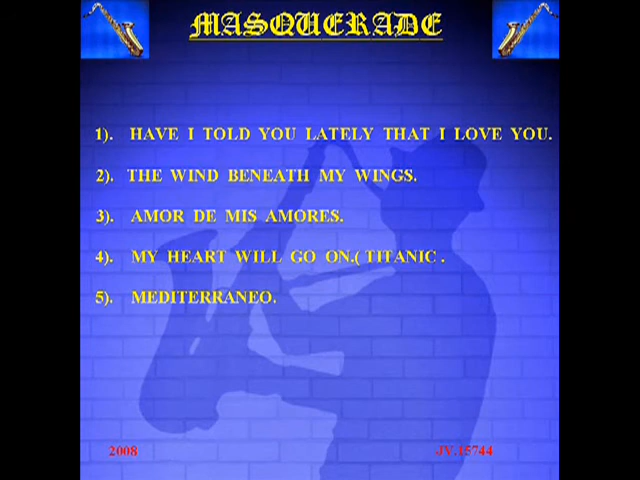 MASQUERADE
1). HAVE I TOLD YOU LATELY THAT I LOVE YOU.
2). THE WIND BENEATH MY WINGS.
3). AMOR DE MIS AMORES.
4). MY HEART WILL GO ON.( TITANIC .
5). MEDITERRANEO.
2008 JV.15744